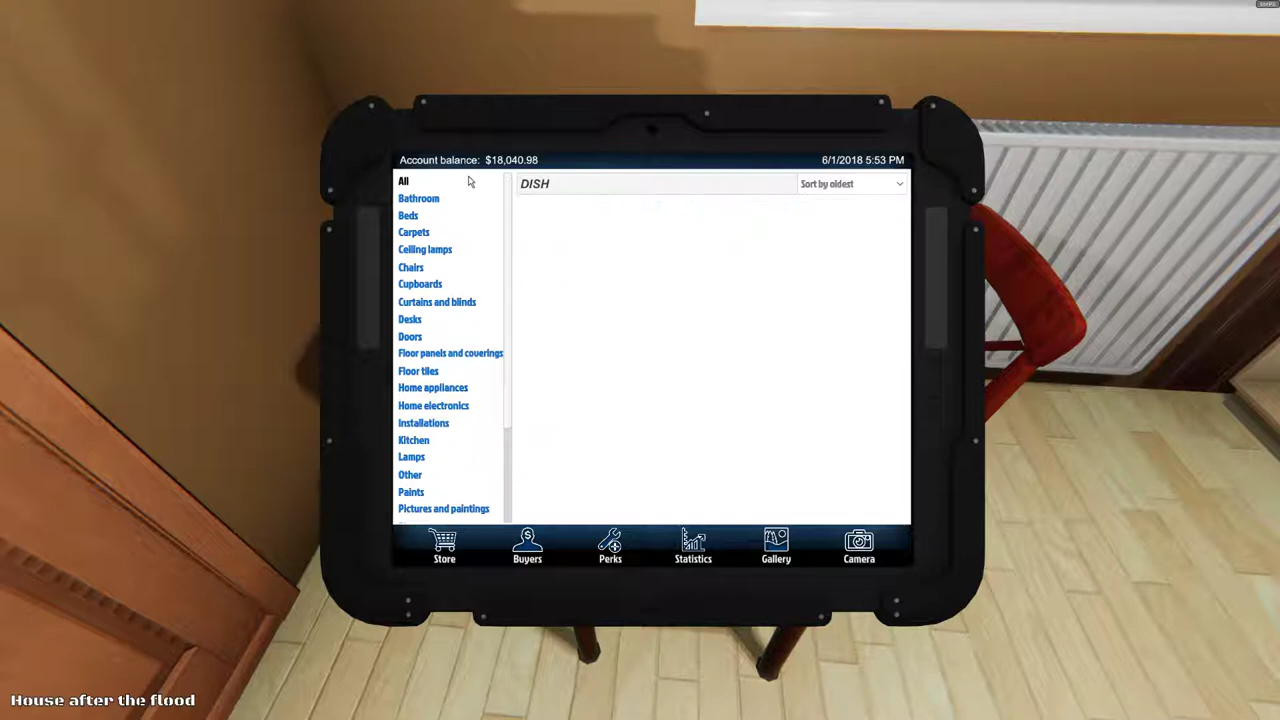 Account balance: $18,040.98 6/1/2018 5:53 PM
All
DISH
Sort by oldest
Bathroom
Beds
Carpets
Ceiling lamps
Chairs
Cupboards
Curtains and blinds
Desks
Doors
Floor panels and coverings
Floor tiles
Home appliances
Home electronics
Installations
Kitchen
Lamps
Other
Paints
Pictures and paintings
Store
Buyers
Perks
Statistics
Gallery
Camera
House after the flood